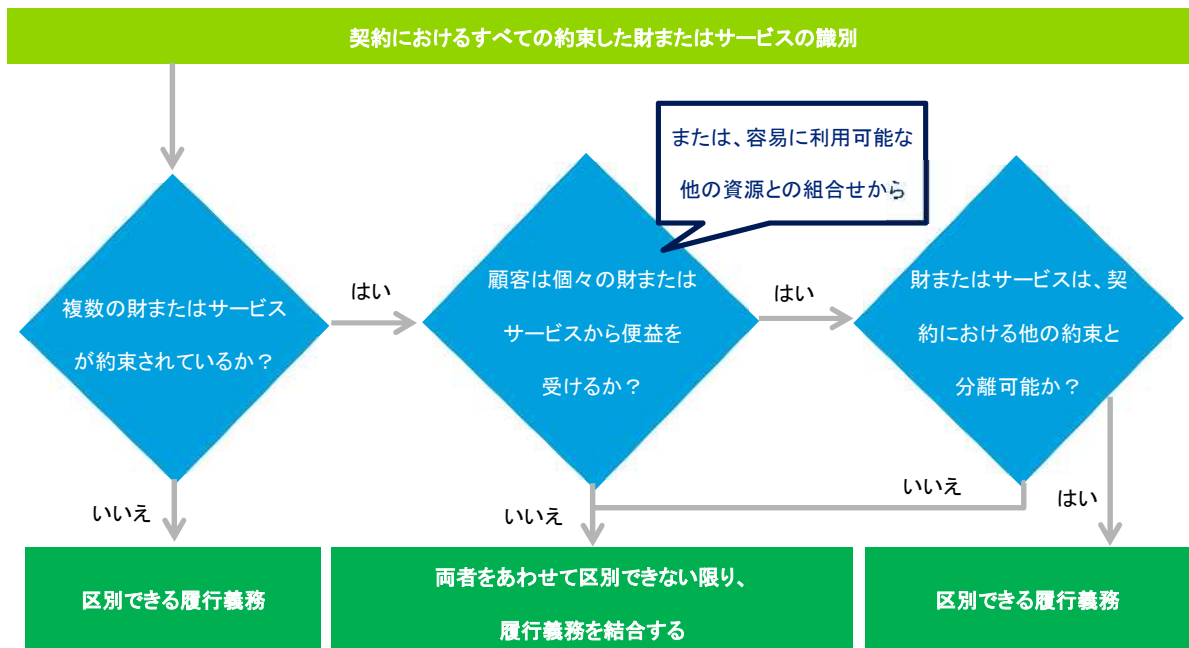 契約におけるすべての約束した財またはサービスの識別
または、容易に利用可能な
他の資源との組合せから
複数の財またはサービス
が約束されているか？
はい
顧客は個々の財または
サービスから便益を
受けるか？
はい
財またはサービスは、契
約における他の約束と
分離可能か？
いいえ
いいえ
いいえ
はい
区別できる履行義務
両者をあわせて区別できない限り、
履行義務を結合する
区別できる履行義務